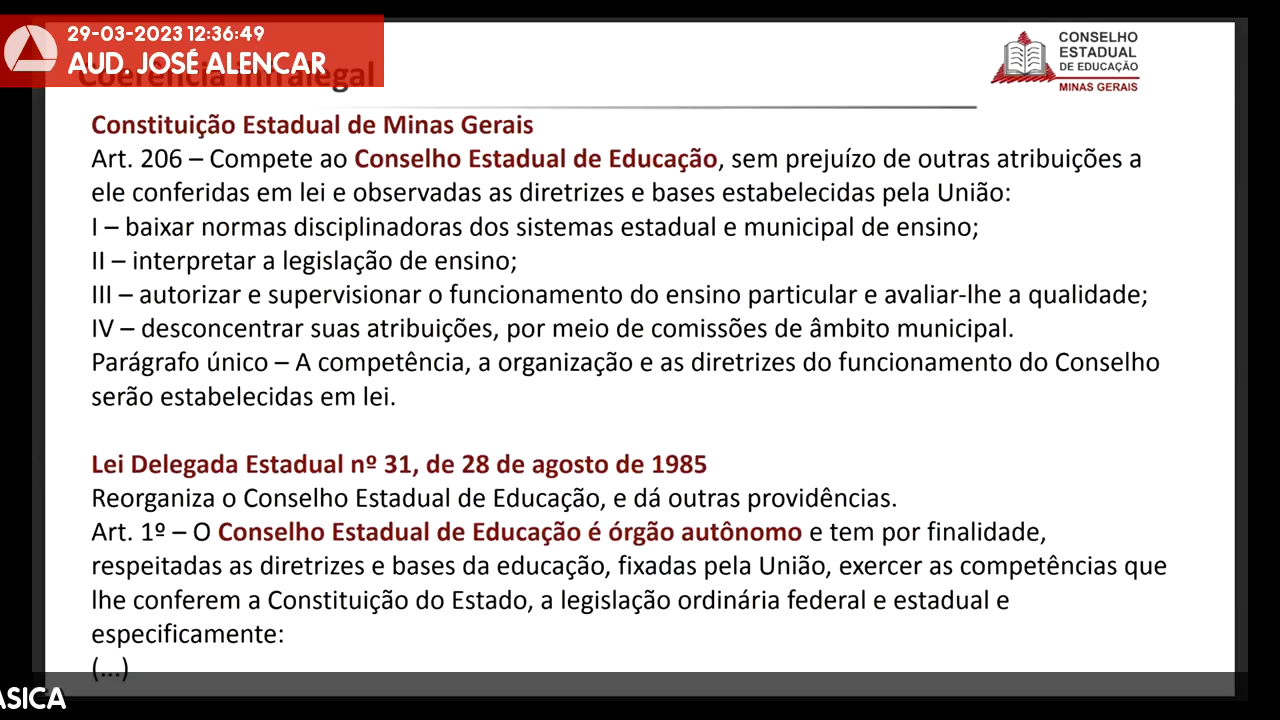 29-03-2023 12:36:49
AUD. JOSÉ ALENCAR
Coerência Infralegal
CONSELHO
ESTADUAL
DE EDUCAÇÃO
MINAS GERAIS
Constituição Estadual de Minas Gerais
Art. 206 – Compete ao Conselho Estadual de Educação, sem prejuízo de outras atribuições a
ele conferidas em lei e observadas as diretrizes e bases estabelecidas pela União:
I – baixar normas disciplinadoras dos sistemas estadual e municipal de ensino;
II – interpretar a legislação de ensino;
III – autorizar e supervisionar o funcionamento do ensino particular e avaliar-lhe a qualidade;
IV – desconcentrar suas atribuições, por meio de comissões de âmbito municipal.
Parágrafo único – A competência, a organização e as diretrizes do funcionamento do Conselho
serão estabelecidas em lei.
Lei Delegada Estadual nº 31, de 28 de agosto de 1985
Reorganiza o Conselho Estadual de Educação, e dá outras providências.
Art. 1º – O Conselho Estadual de Educação é órgão autônomo e tem por finalidade,
respeitadas as diretrizes e bases da educação, fixadas pela União, exercer as competências que
lhe conferem a Constituição do Estado, a legislação ordinária federal e estadual e
especificamente:
(...)
ASICA